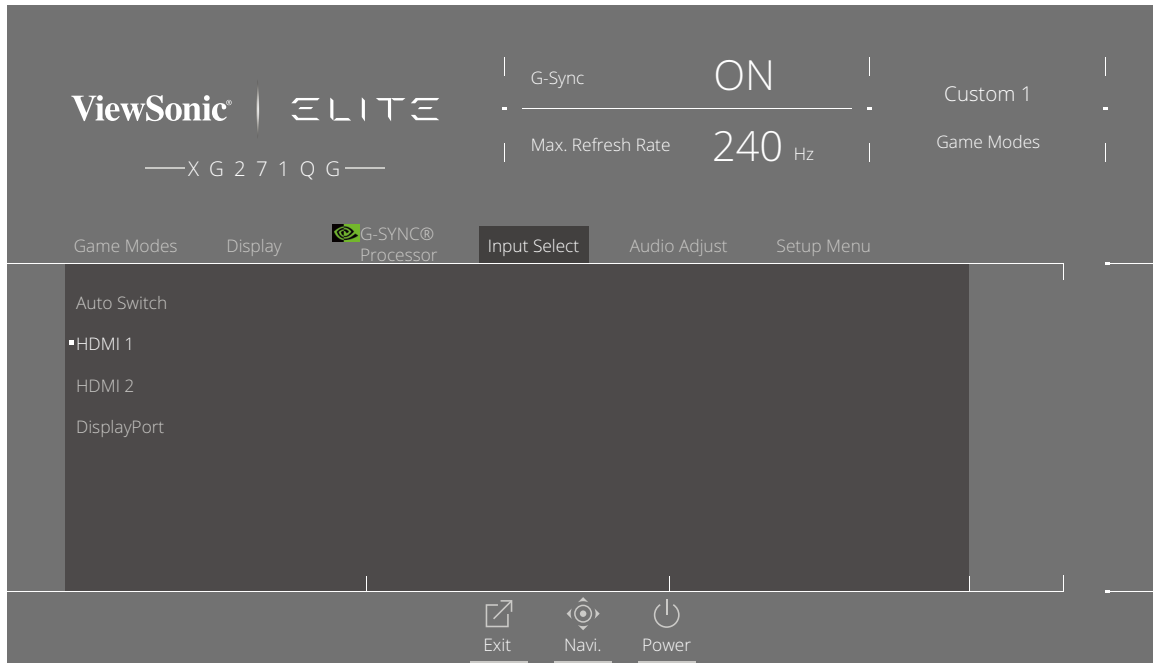 ViewSonic® ELITE
XG271QG
G-Sync ON
Max. Refresh Rate 240 Hz
Custom 1
Game Modes
Game Modes Display G-SYNC® Processor Input Select Audio Adjust Setup Menu
Auto Switch
HDMI 1
HDMI 2
DisplayPort
Exit Navi. Power